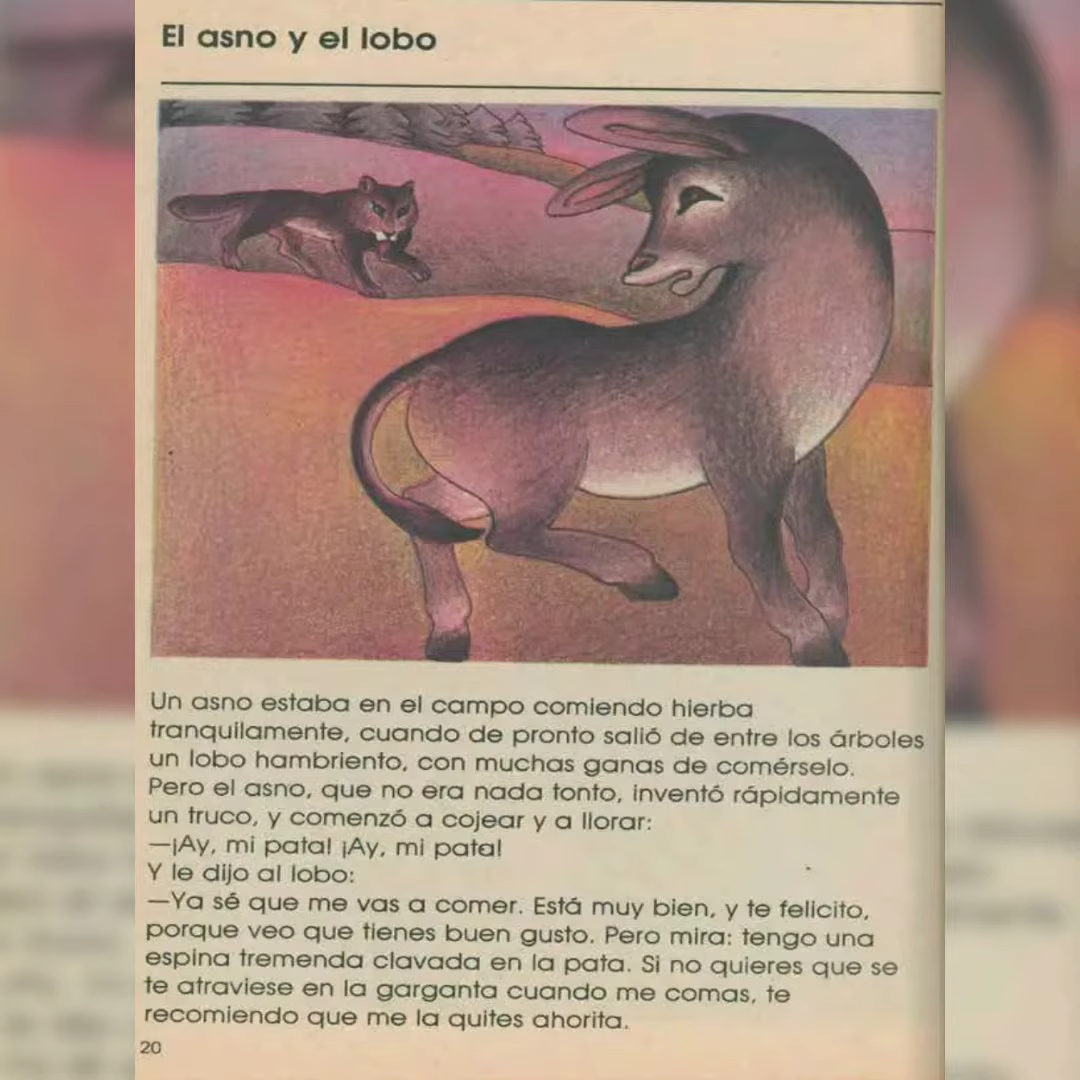 El asno y el lobo
Un asno estaba en el campo comiendo hierba
tranquilamente, cuando de pronto salió de entre los árboles
un lobo hambriento, con muchas ganas de comérselo.
Pero el asno, que no era nada tonto, inventó rápidamente
un truco, y comenzó a cojear y a llorar:
—¡Ay, mi pata! ¡Ay, mi pata!
Y le dijo al lobo:
—Ya sé que me vas a comer. Está muy bien, y te felicito,
porque veo que tienes buen gusto. Pero mira: tengo una
espina tremenda clavada en la pata. Si no quieres que se
te atraviese en la garganta cuando me comas, te
recomiendo que me la quites ahorita.
20